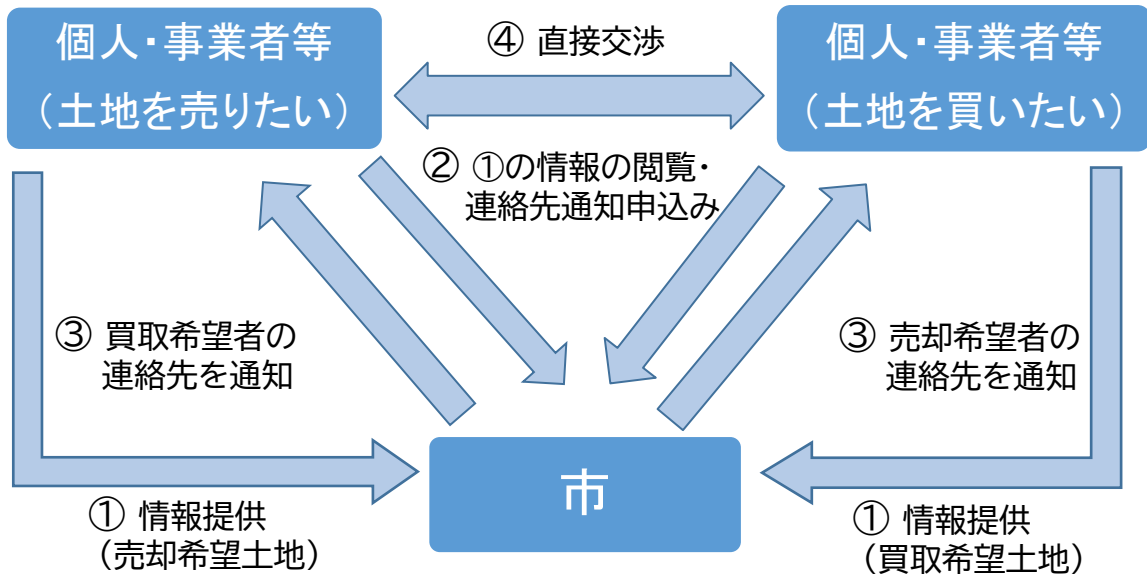 個人・事業者等
（土地を売りたい）
④ 直接交渉
個人・事業者等
（土地を買いたい）
② ①の情報の閲覧・
連絡先通知申込み
③ 買取希望者の
連絡先を通知
③ 売却希望者の
連絡先を通知
市
① 情報提供
（売却希望土地）
① 情報提供
（買取希望土地）